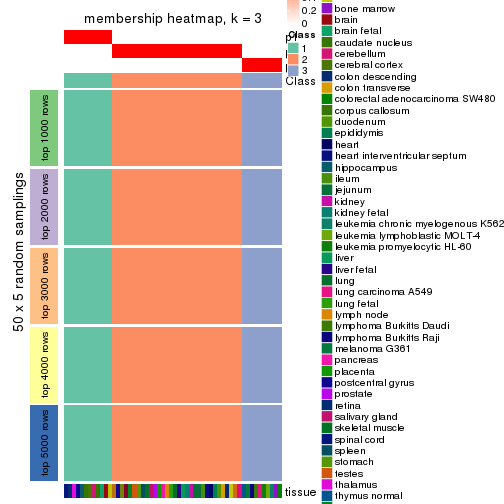 membership heatmap, k = 3
50 x 5 random samplings
top 1000 rows
top 2000 rows
top 3000 rows
top 4000 rows
top 5000 rows
Class
tissue
0.2
0
Class
1
2
3
bone marrow
brain
brain fetal
caudate nucleus
cerebellum
cerebral cortex
colon descending
colon transverse
colorectal adenocarcinoma SW480
corpus callosum
duodenum
epididymis
heart
heart interventricular septum
hippocampus
ileum
jejunum
kidney
kidney fetal
leukemia chronic myelogenous K562
leukemia lymphoblastic MOLT-4
leukemia promyelocytic HL-60
liver
liver fetal
lung
lung carcinoma A549
lung fetal
lymph node
lymphoma Burkitts Daudi
lymphoma Burkitts Raji
melanoma G361
pancreas
placenta
postcentral gyrus
prostate
retina
salivary gland
skeletal muscle
spinal cord
spleen
stomach
testes
thalamus
thymus normal